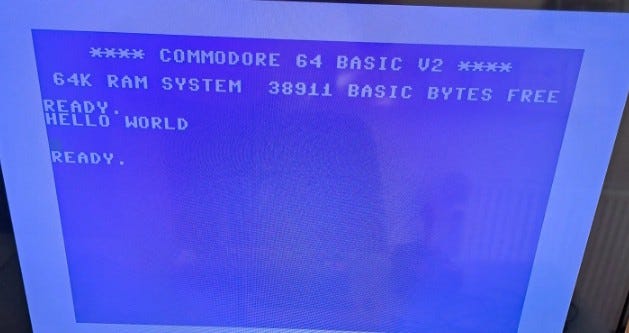 **** COMMODORE 64 BASIC V2 ****
64K RAM SYSTEM  38911 BASIC BYTES FREE
READY.
HELLO WORLD
READY.